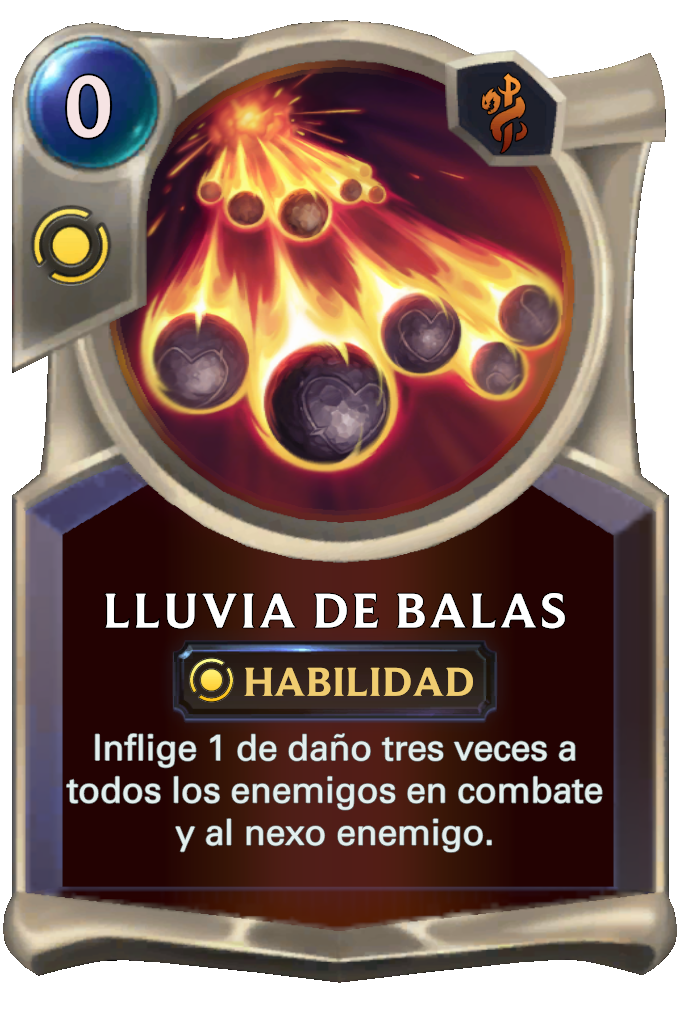 0
LLUVIA DE BALAS
HABILIDAD
Inflige 1 de daño tres veces a
todos los enemigos en combate
y al nexo enemigo.